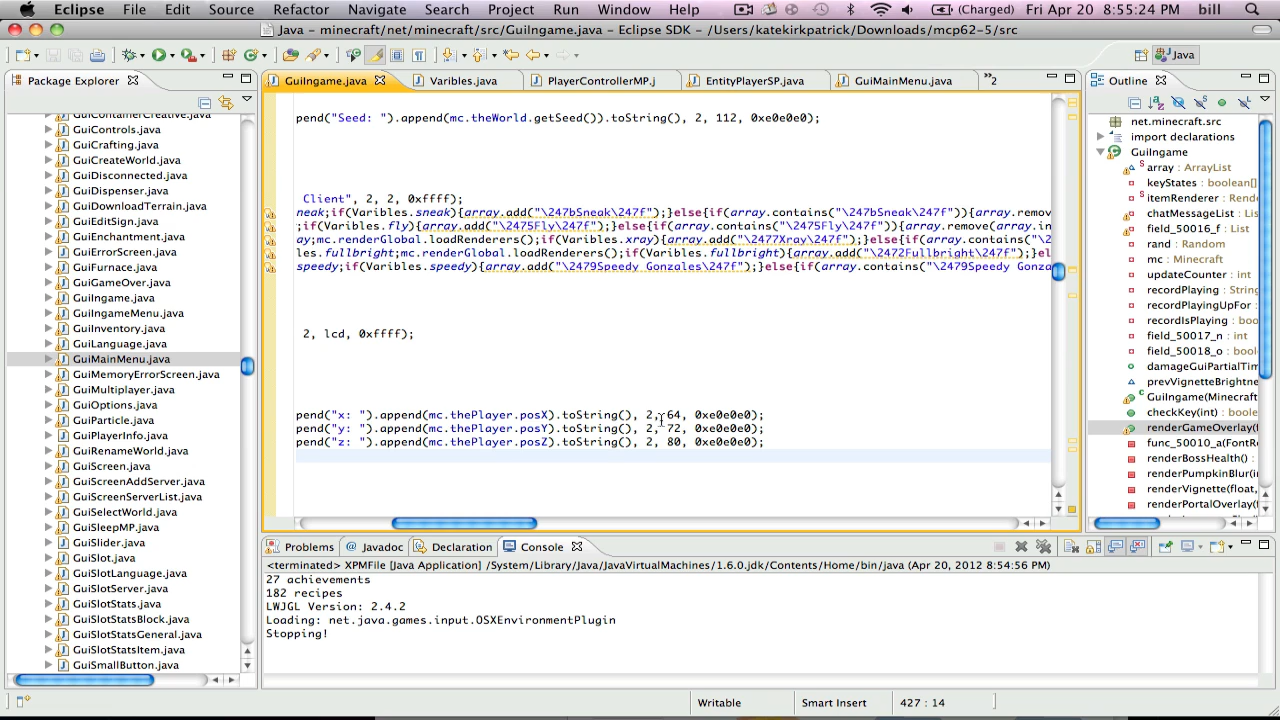 Eclipse File Edit Source Refactor Navigate Search Project Run Window Help (Charged) Fri Apr 20 8:55:24 PM bill
Java – minecraft/net/minecraft/src/GuiIngame.java – Eclipse SDK – /Users/katekirkpatrick/Downloads/mcp62-5/src
Java
Package Explorer
GuiControls.java
GuiCrafting.java
GuiCreateWorld.java
GuiDisconnected.java
GuiDispenser.java
GuiDownloadTerrain.java
GuiEditSign.java
GuiEnchantment.java
GuiErrorScreen.java
GuiFurnace.java
GuiGameOver.java
GuiIngame.java
GuiIngameMenu.java
GuiInventory.java
GuiLanguage.java
GuiMainMenu.java
GuiMemoryErrorScreen.java
GuiMultiplayer.java
GuiOptions.java
GuiParticle.java
GuiPlayerInfo.java
GuiRenameWorld.java
GuiScreen.java
GuiScreenAddServer.java
GuiScreenServerList.java
GuiSelectWorld.java
GuiSleepMP.java
GuiSlider.java
GuiSlot.java
GuiSlotLanguage.java
GuiSlotServer.java
GuiSlotStats.java
GuiSlotStatsBlock.java
GuiSlotStatsGeneral.java
GuiSlotStatsItem.java
GuiSmallButton.java
GuiIngame.java Varibles.java PlayerControllerMP.j EntityPlayerSP.java GuiMainMenu.java »2
pend("Seed: ").append(mc.theWorld.getSeed()).toString(), 2, 112, 0xe0e0e0);
Client", 2, 2, 0xffff);
neak;if(Varibles.sneak){array.add("\247bSneak\247f");}else{if(array.contains("\247bSneak\247f")){array.remov
;if(Varibles.fly){array.add("\2475Fly\247f");}else{if(array.contains("\2475Fly\247f")){array.remove(array.in
ay;mc.renderGlobal.loadRenderers();if(Varibles.xray){array.add("\2477Xray\247f");}else{if(array.contains("\2
les.fullbright;mc.renderGlobal.loadRenderers();if(Varibles.fullbright){array.add("\2472Fullbright\247f");}el
speedy;if(Varibles.speedy){array.add("\2479Speedy Gonzales\247f");}else{if(array.contains("\2479Speedy Gonza
2, lcd, 0xffff);
pend("x: ").append(mc.thePlayer.posX).toString(), 2, 64, 0xe0e0e0);
pend("y: ").append(mc.thePlayer.posY).toString(), 2, 72, 0xe0e0e0);
pend("z: ").append(mc.thePlayer.posZ).toString(), 2, 80, 0xe0e0e0);
Outline
net.minecraft.src
import declarations
GuiIngame
array : ArrayList
keyStates : boolean[]
itemRenderer : Rende
chatMessageList : List
field_50016_f : List
rand : Random
mc : Minecraft
updateCounter : int
recordPlaying : String
recordPlayingUpFor :
recordIsPlaying : boo
field_50017_n : int
field_50018_o : bool
damageGuiPartialTim
prevVignetteBrightne
GuiIngame(Minecraft
checkKey(int) : boole
renderGameOverlay(f
func_50010_a(FontR
renderBossHealth() :
renderPumpkinBlur(i
renderVignette(float,
renderPortalOverlay(
Problems Javadoc Declaration Console
<terminated> XPMFile [Java Application] /System/Library/Java/JavaVirtualMachines/1.6.0.jdk/Contents/Home/bin/java (Apr 20, 2012 8:54:56 PM)
27 achievements
182 recipes
LWJGL Version: 2.4.2
Loading: net.java.games.input.OSXEnvironmentPlugin
Stopping!
Writable Smart Insert 427 : 14